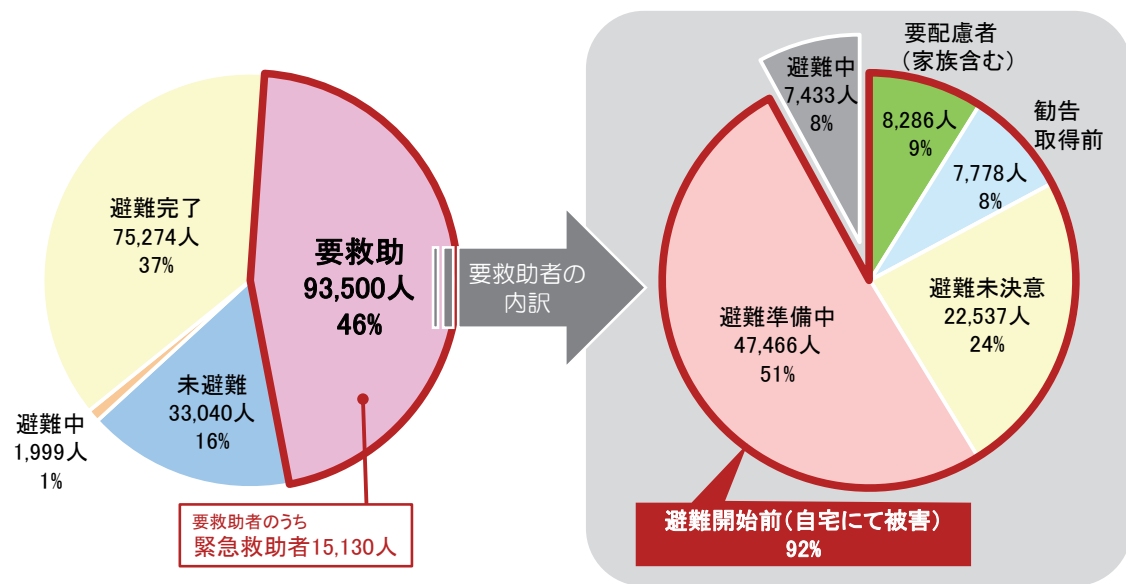 避難完了
75,274人
37%
要救助
93,500人
46%
未避難
33,040人
16%
避難中
1,999人
1%
要救助者のうち
緊急救助者15,130人
要救助者の
内訳
避難中
7,433人
8%
要配慮者
（家族含む）
8,286人
9%
勧告
取得前
7,778人
8%
避難未決意
22,537人
24%
避難準備中
47,466人
51%
避難開始前（自宅にて被害）
92%